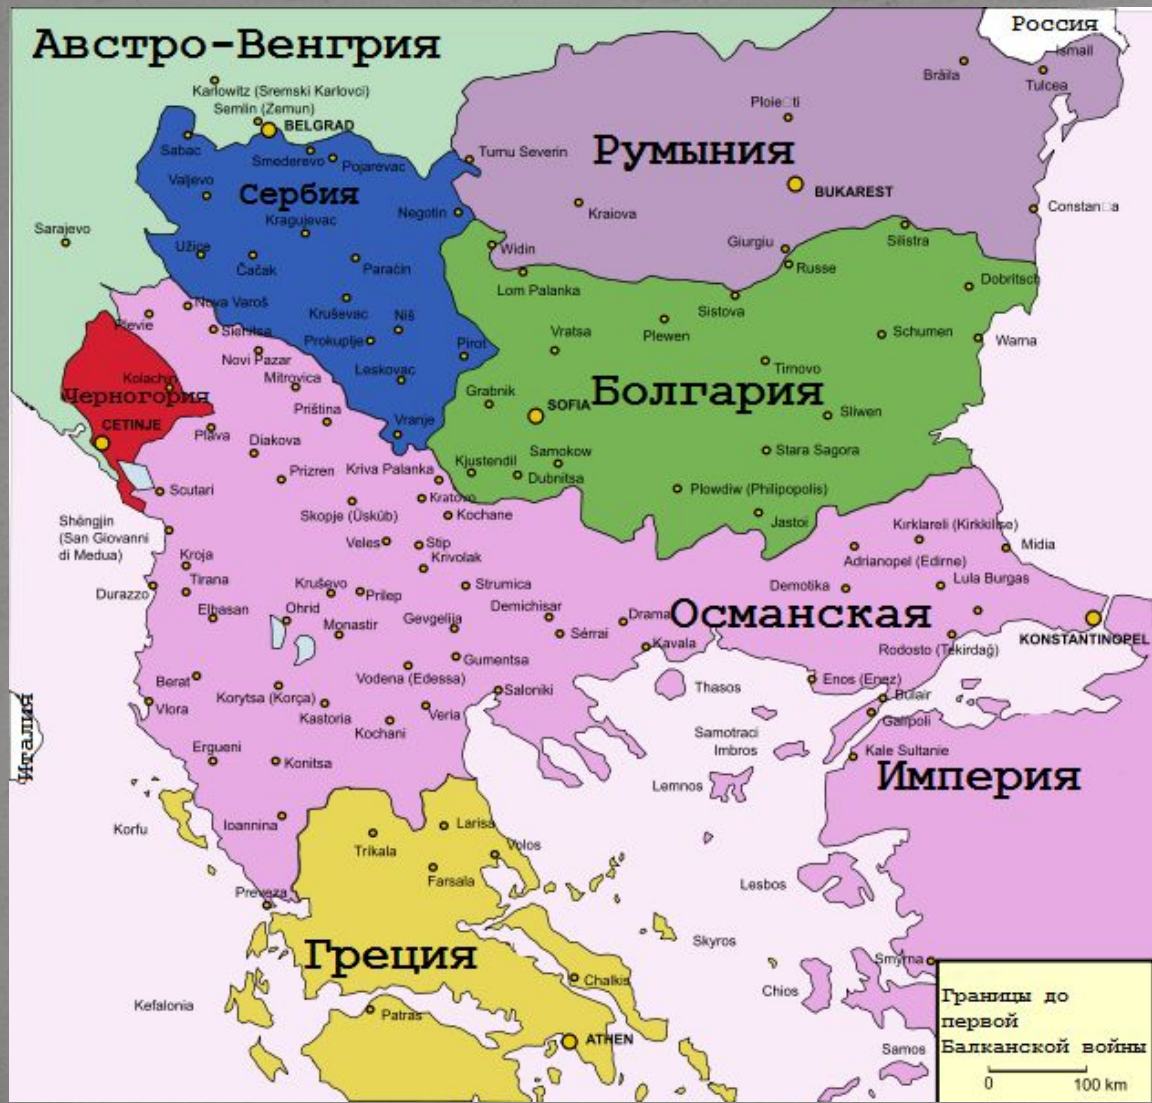 Россия
Австро-Венгрия
Ismail
Brăila
Tulcea
Karlowitz (Sremski Karlovci)
Semlin (Zemun)
BELGRAD
Ploie□ti
Sabac
Smederevo
Pojarevac
Turnu Severin
Румыния
Valjevo
Сербия
BUKAREST
Kragujevac
Negotin
Kraiova
Constan□a
Sarajevo
Užice
Čačak
Paraćin
Widin
Giurgiu
Silistra
Russe
Lom Palanka
Dobritsch
Nova Varoš
Plevie
Sienitsa
Kruševac
Niš
Sistova
Prokuplje
Vratsa
Plewen
Schumen
Warna
Novi Pazar
Pirot
Mitrovica
Leskovac
Tirnovo
Kolachin
Черногория
Grabnik
SOFIA
Болгария
Priština
Sliwen
CETINJE
Vranje
Plava
Diakova
Samokow
Stara Sagora
Prizren
Kriva Palanka
Kjustendil
Dubnitsa
Scutari
Kratovo
Plowdiw (Philipopolis)
Skopje (Üsküb)
Kochane
Jastoi
Shëngjin
(San Giovanni
di Medua)
Kırklareli (Kirkkilise)
Veles
Stip
Midia
Kroja
Krivolak
Adrianopel (Edirne)
Tirana
Durazzo
Kruševo
Prilep
Strumica
Demotika
Lula Burgas
Elbasan
Ohrid
Gevgelija
Demichisar
Drama
Османская
Monastir
Sérrai
Kavala
KONSTANTINOPEL
Rodosto (Tekirdağ)
Gumentsa
Berat
Vodena (Edessa)
Enos (Enez)
Korytsa (Korça)
Saloniki
Thasos
Bulair
Италия
Vlora
Kastoria
Veria
Galipoli
Kochani
Samotraci
Ergueni
Imbros
Kale Sultanie
Konitsa
Империя
Lemnos
Korfu
Ioannina
Larisa
Trikala
Volos
Farsala
Lesbos
Preveza
Греция
Skyros
Smyrna
Chalkis
Chios
Kefalonia
Patras
ATHEN
Samos
Границы до
первой
Балканской войны
0 100 km